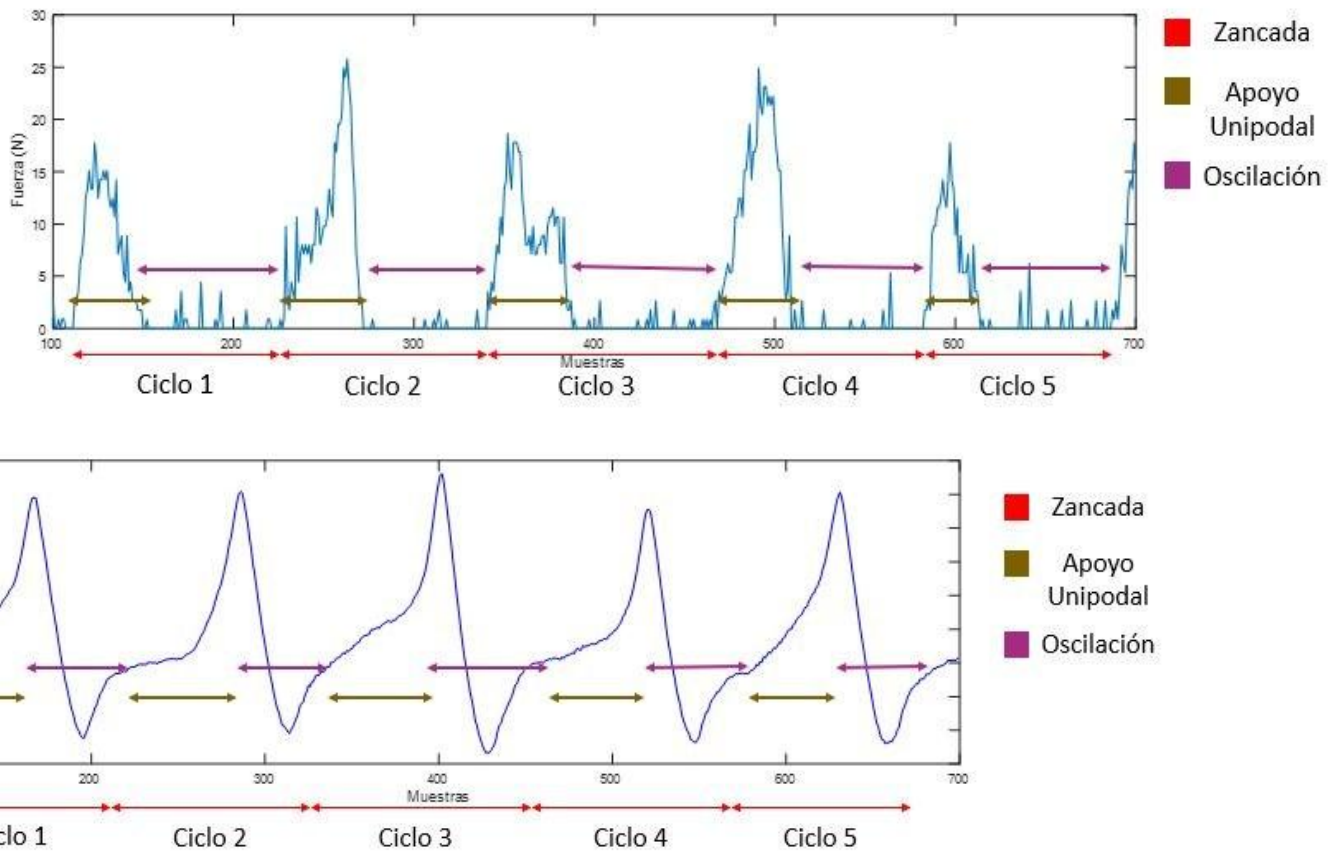 30
25
20
15
10
5
0
Fuerza (N)
100 200 300 400 500 600 700
Muestras
Ciclo 1 Ciclo 2 Ciclo 3 Ciclo 4 Ciclo 5
Zancada
Apoyo
Unipodal
Oscilación
200 300 400 500 600 700
Muestras
clo 1 Ciclo 2 Ciclo 3 Ciclo 4 Ciclo 5
Zancada
Apoyo
Unipodal
Oscilación